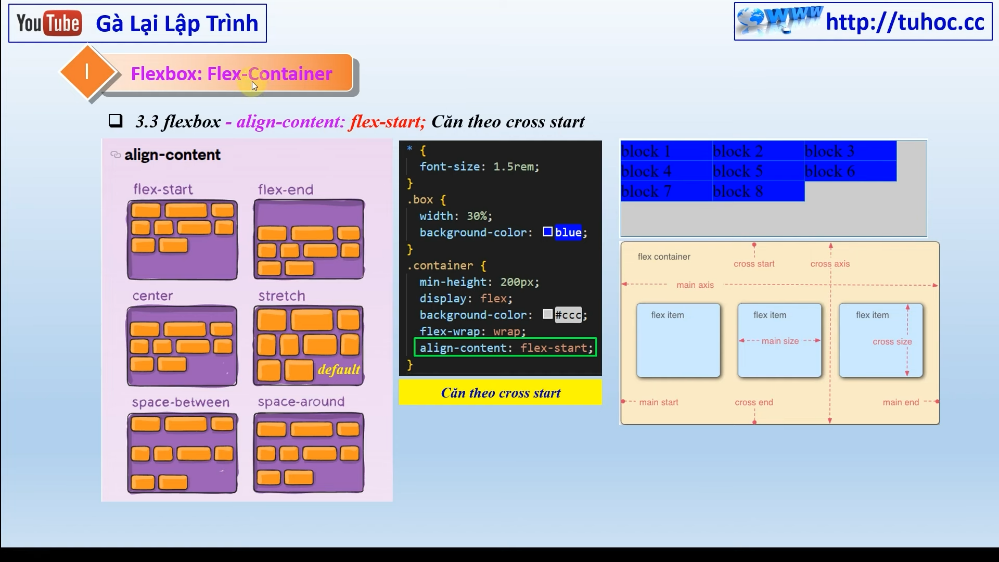 YouTube Gà Lại Lập Trình
WWW http://tuhoc.cc
I
Flexbox: Flex-Container
3.3 flexbox - align-content: flex-start; Căn theo cross start
align-content
flex-start
flex-end
center
stretch
default
space-between
space-around
* {
font-size: 1.5rem;
}
.box {
width: 30%;
background-color: blue;
}
.container {
min-height: 200px;
display: flex;
background-color: #ccc;
flex-wrap: wrap;
align-content: flex-start;
}
Căn theo cross start
block 1 block 2 block 3
block 4 block 5 block 6
block 7 block 8
flex container
cross start
cross axis
main axis
flex item
flex item
flex item
main size
cross size
main start
cross end
main end